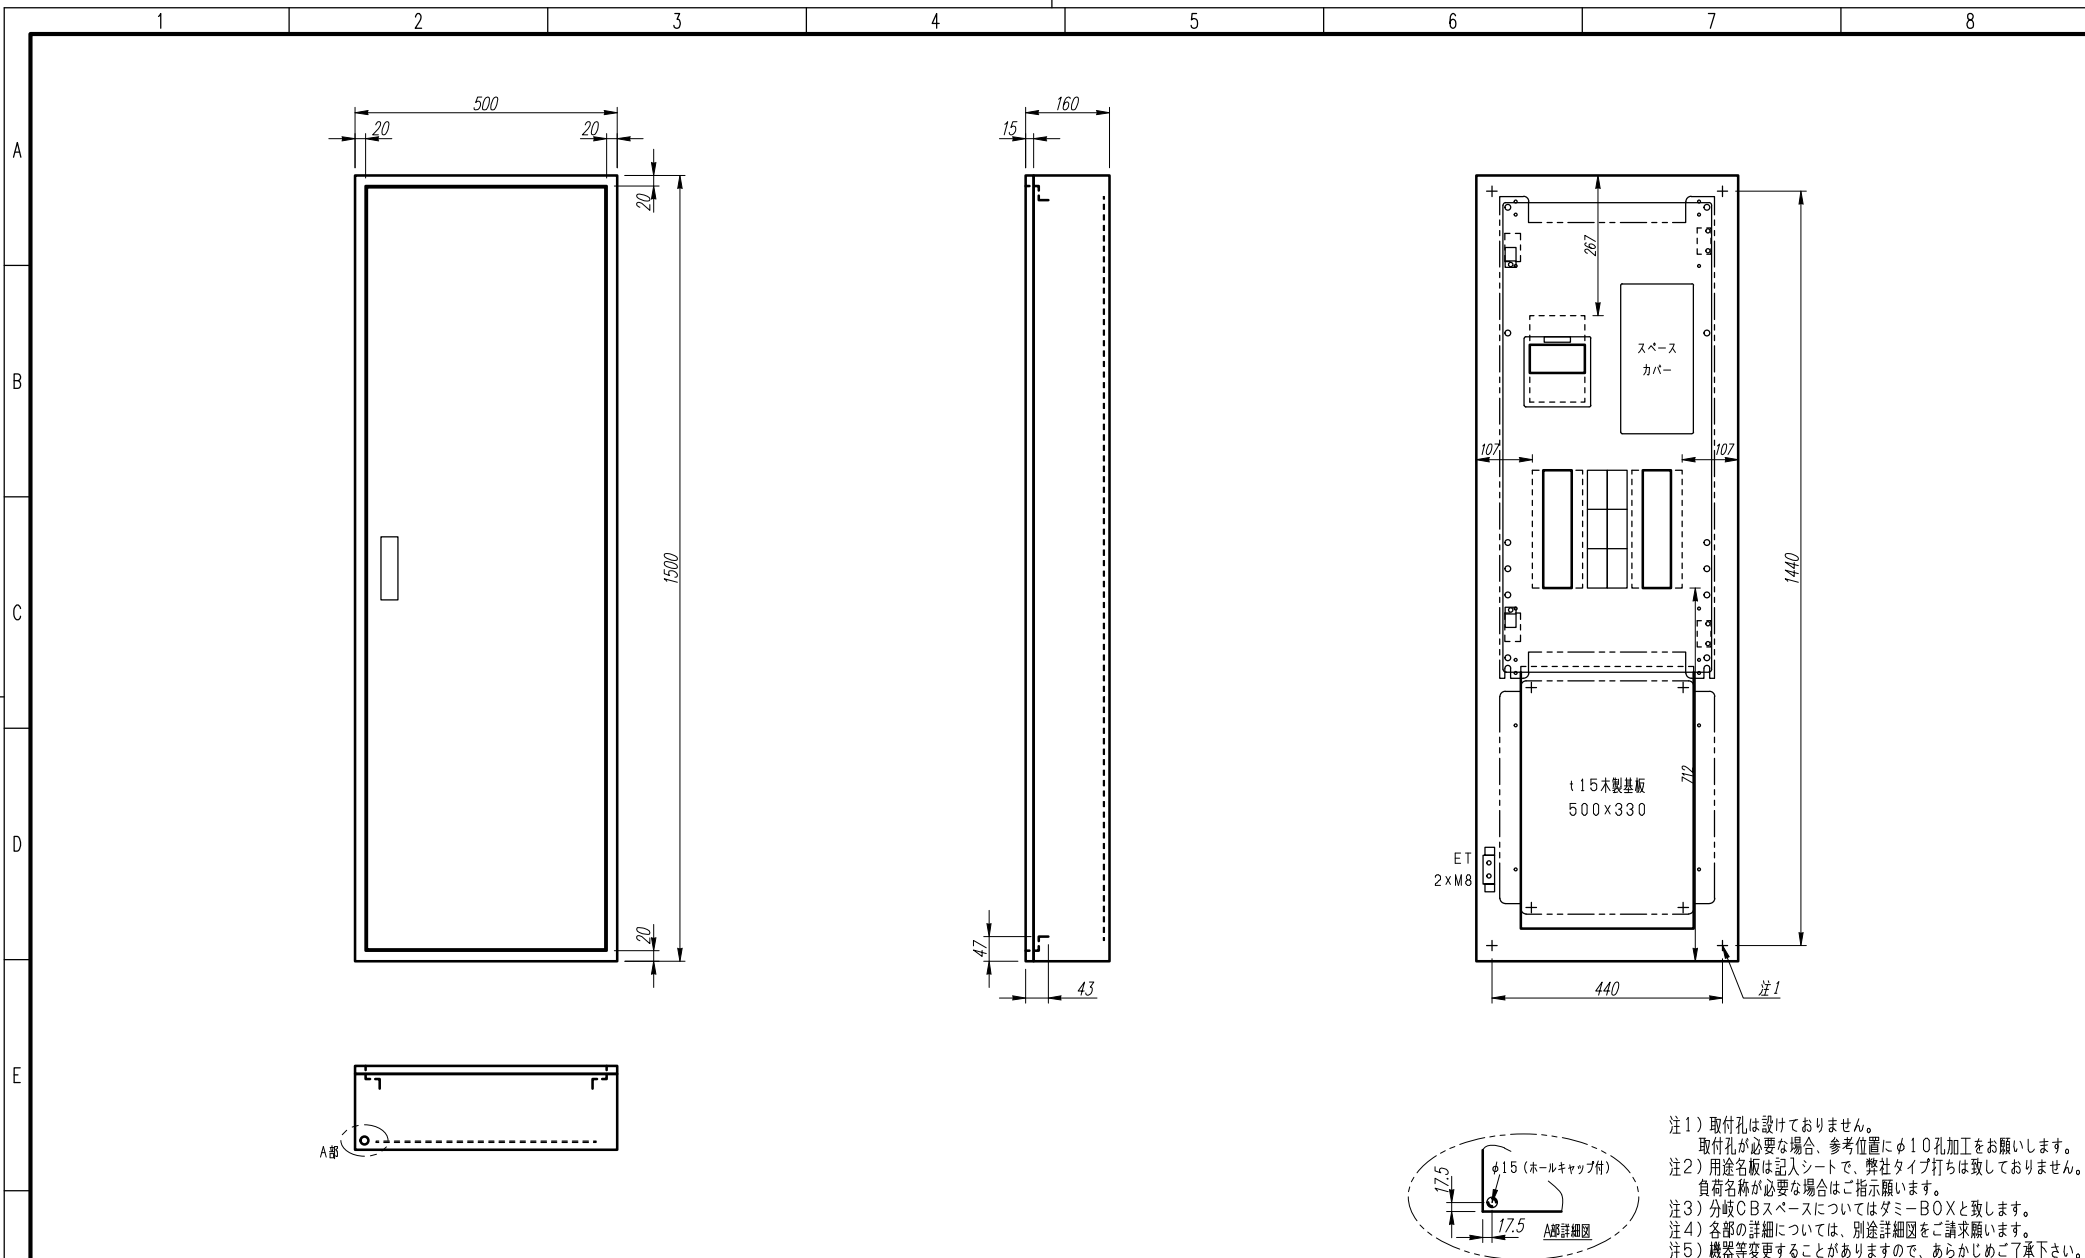 1 2 3 4 5 6 7 8
A
B
C
D
E
500
20 20
20
1500
20
160
15
47
43
267
スペース
カバー
107 107
1440
712
t15木製基板
500×330
ET
2×M8
440
注1
A部
φ15(ホールキャップ付)
17.5
17.5
A部詳細図
注1)取付孔は設けておりません。
取付孔が必要な場合、参考位置にφ10孔加工をお願いします。
注2)用途名板は記入シートで、弊社タイプ打ちは致しておりません。
負荷名称が必要な場合はご指示願います。
注3)分岐CBスペースについてはダミーBOXと致します。
注4)各部の詳細については、別途詳細図をご請求願います。
注5)機器等変更することがありますので、あらかじめご了承下さい。